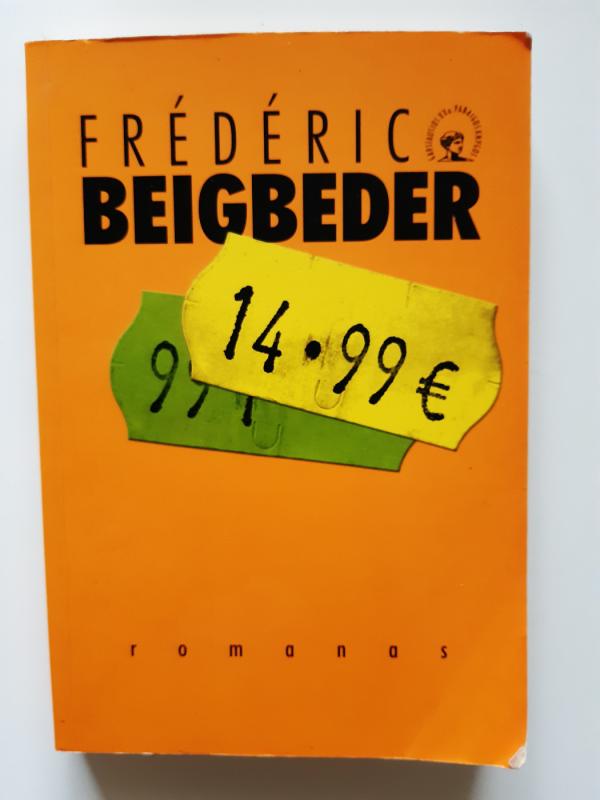 FRÉDÉRIC
BEIGBEDER
14.99 €
romanas